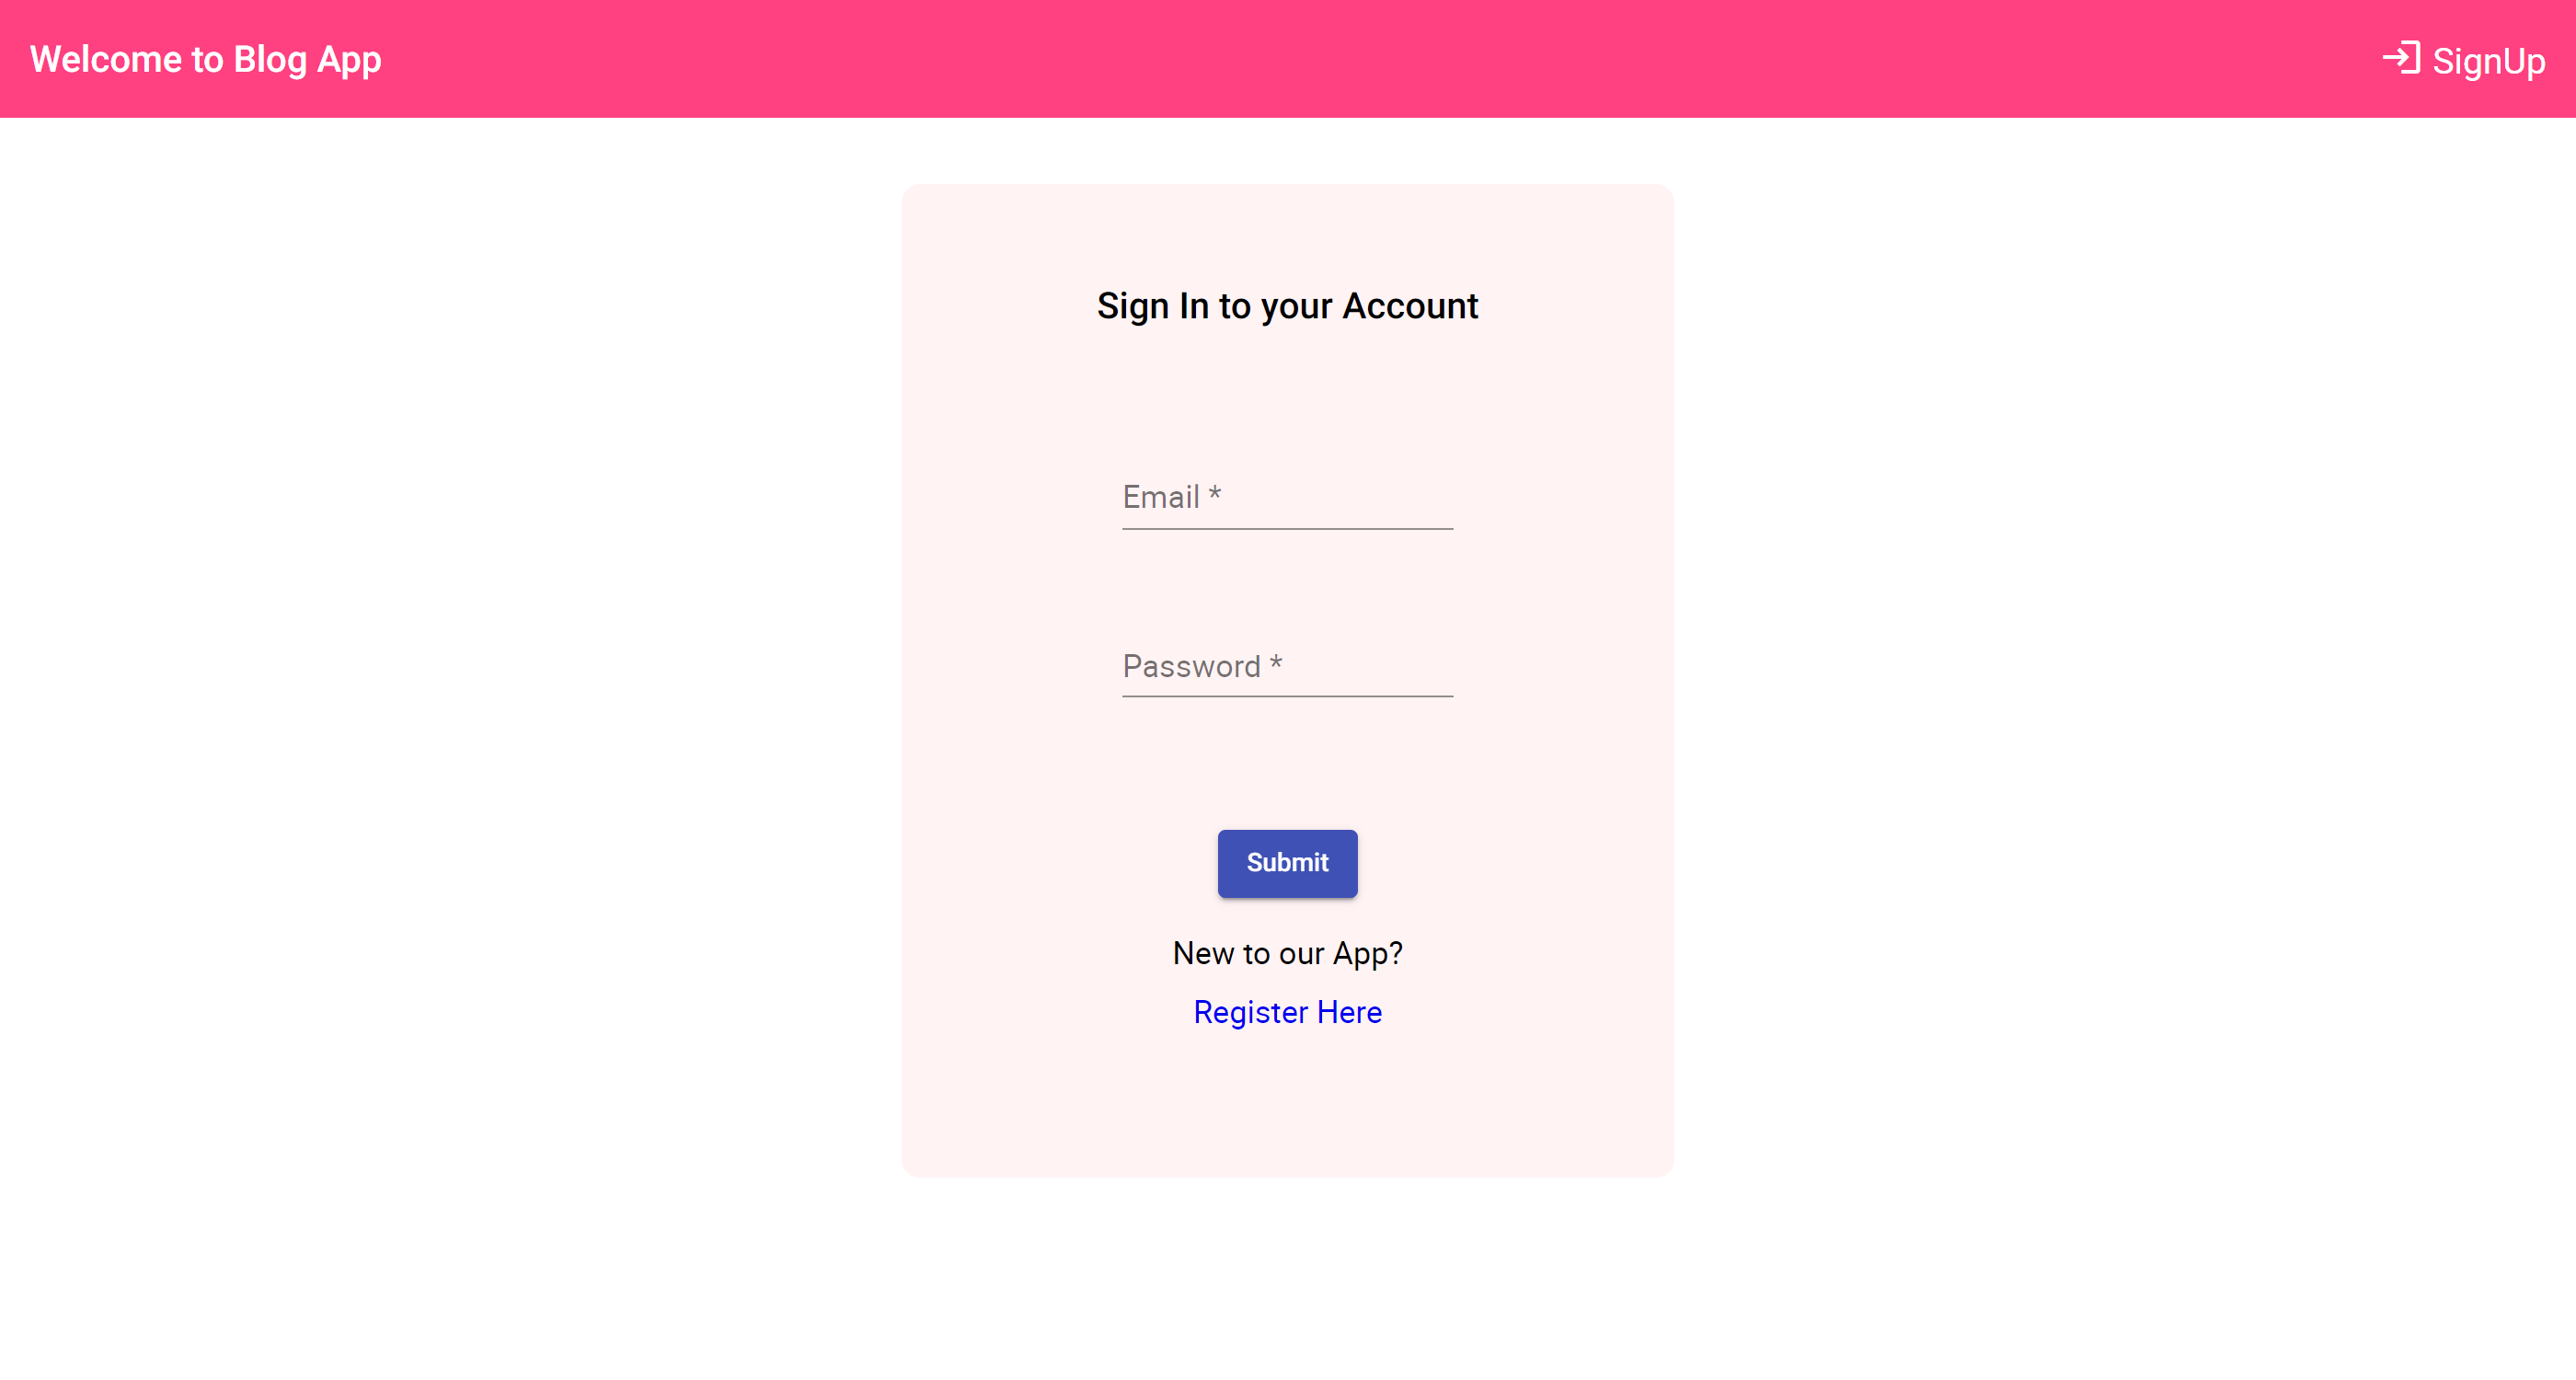 Welcome to Blog App
SignUp
Sign In to your Account
Email *
Password *
Submit
New to our App?
Register Here